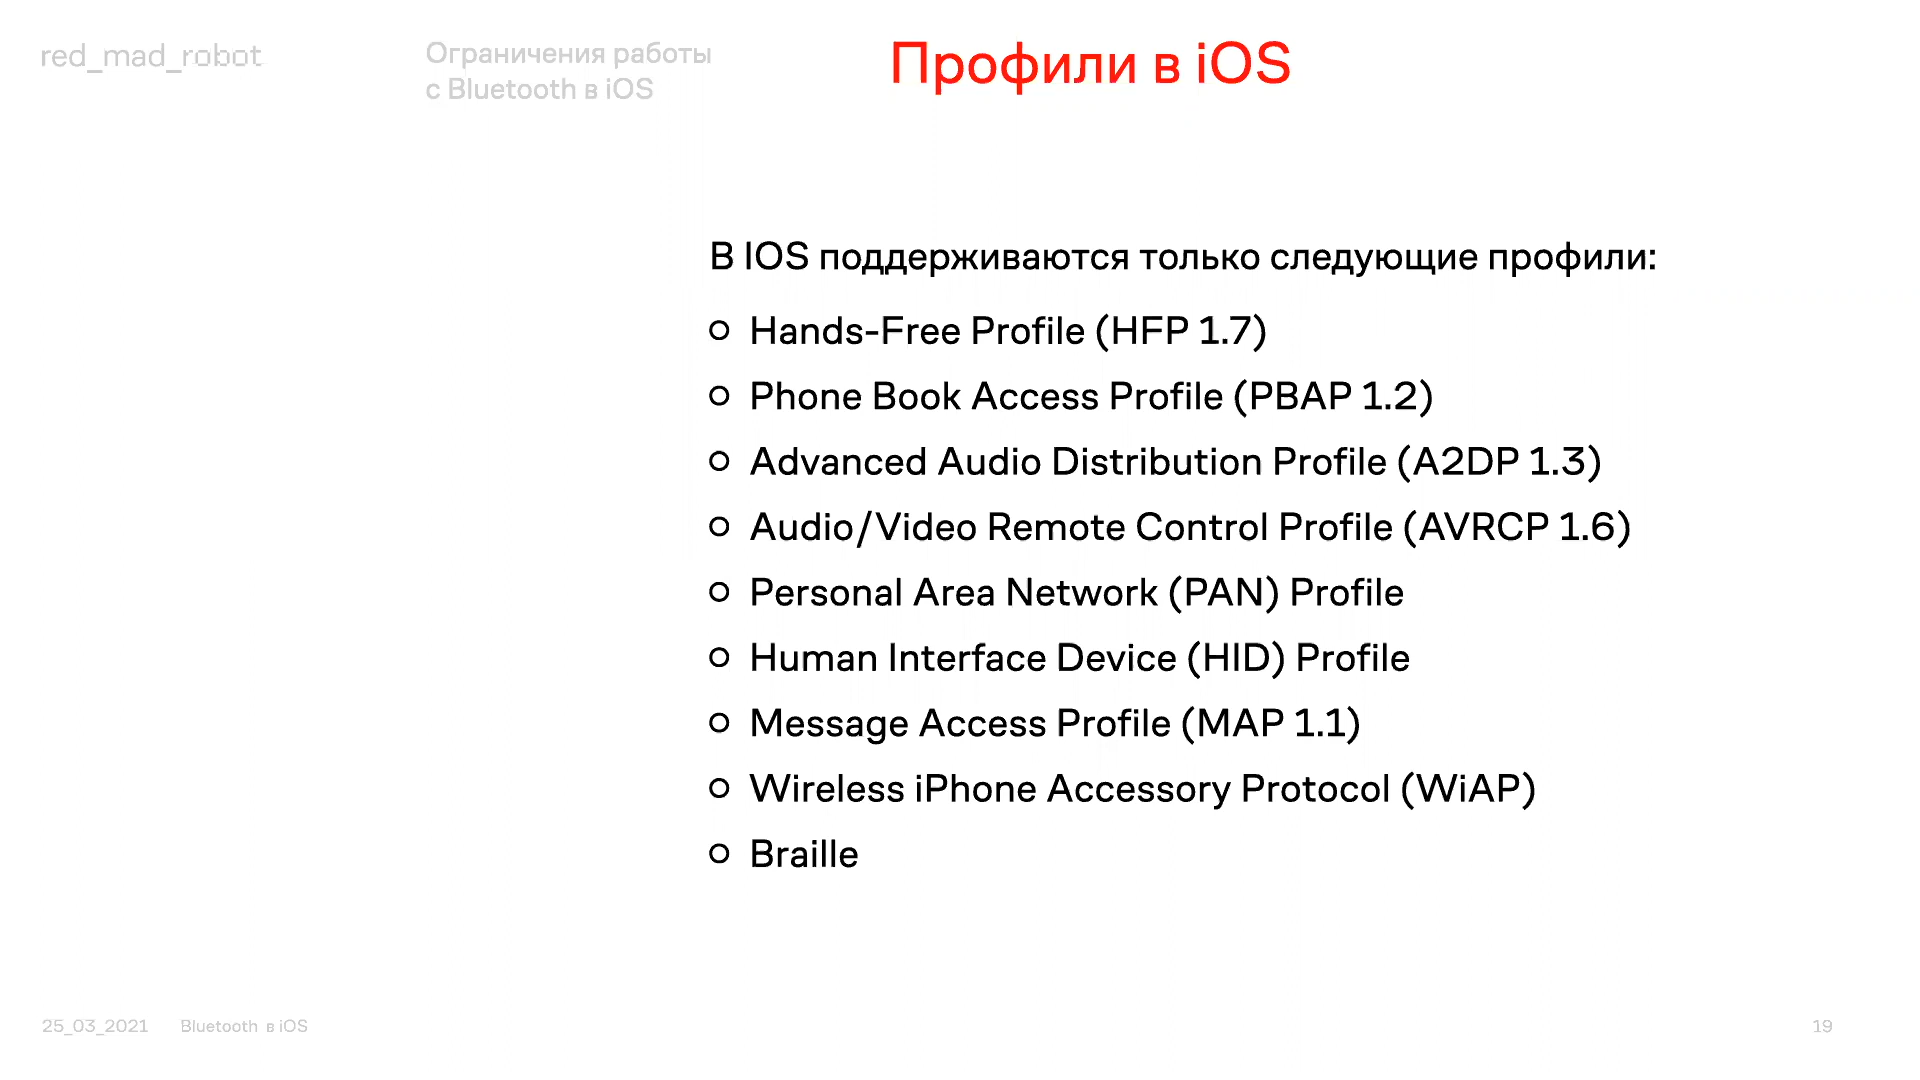 red_mad_robot
Ограничения работы
с Bluetooth в iOS
Профили в iOS
В IOS поддерживаются только следующие профили:
Hands-Free Profile (HFP 1.7)
Phone Book Access Profile (PBAP 1.2)
Advanced Audio Distribution Profile (A2DP 1.3)
Audio/Video Remote Control Profile (AVRCP 1.6)
Personal Area Network (PAN) Profile
Human Interface Device (HID) Profile
Message Access Profile (MAP 1.1)
Wireless iPhone Accessory Protocol (WiAP)
Braille
25_03_2021 Bluetooth в iOS 19